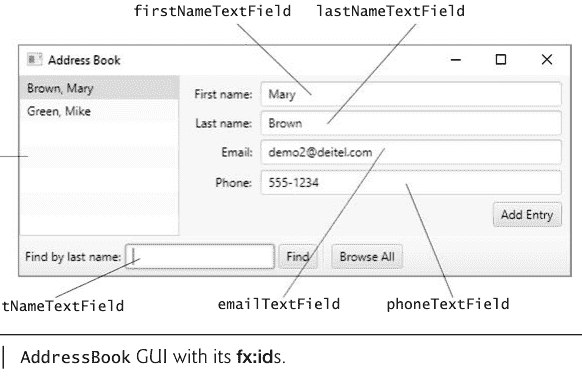 firstNameTextField lastNameTextField
Address Book
Brown, Mary
Green, Mike
First name: Mary
Last name: Brown
Email: demo2@deitel.com
Phone: 555-1234
Add Entry
Find by last name: Find Browse All
tNameTextField emailTextField phoneTextField
AddressBook GUI with its fx:ids.